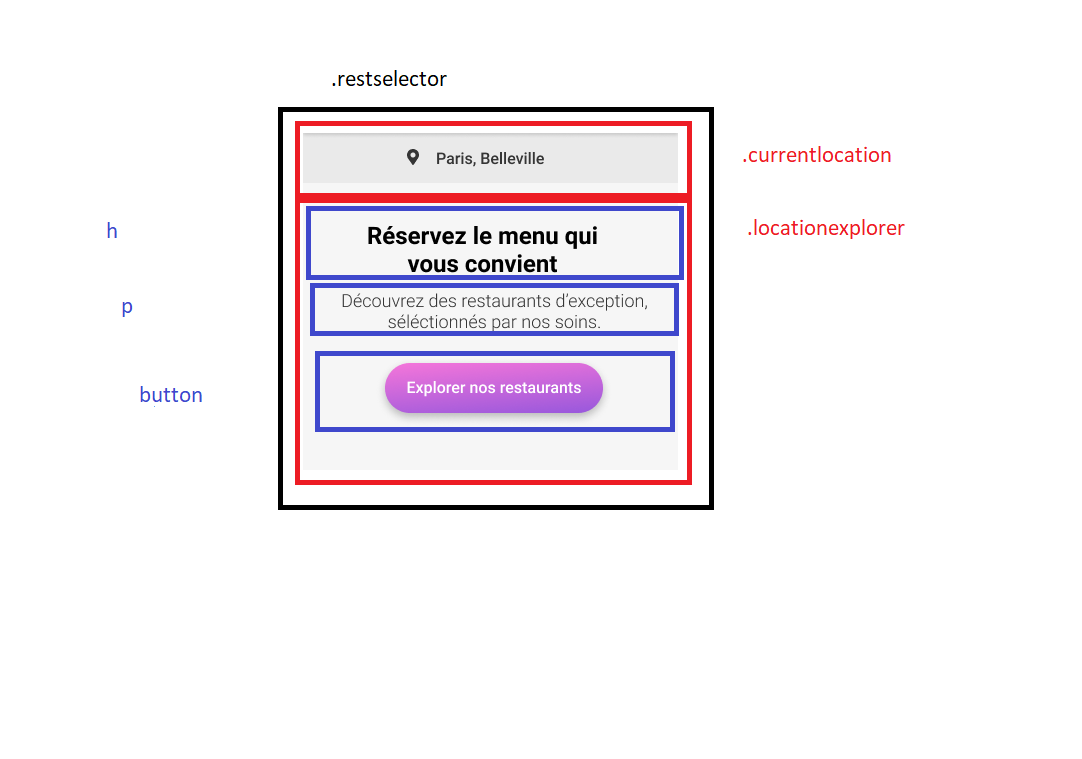 .restselector
Paris, Belleville
.currentlocation
h
Réservez le menu qui
vous convient
.locationexplorer
p
Découvrez des restaurants d’exception,
séléctionnés par nos soins.
button
Explorer nos restaurants